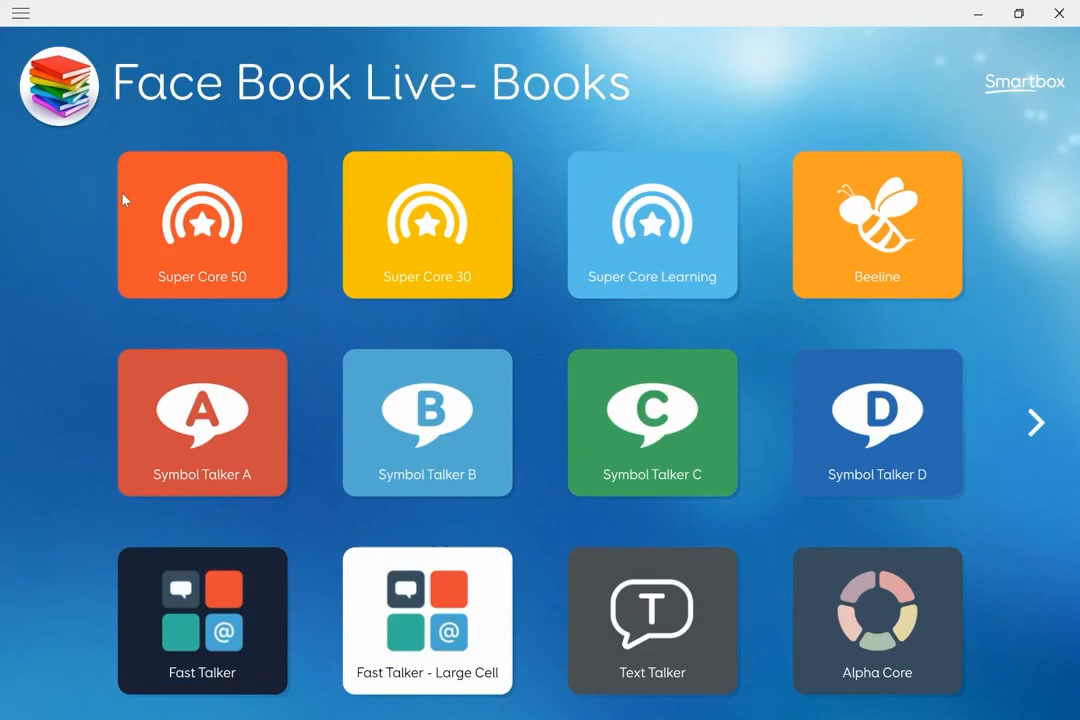 Face Book Live- Books
Smartbox
Super Core 50
Super Core 30
Super Core Learning
Beeline
A
B
C
D
Symbol Talker A
Symbol Talker B
Symbol Talker C
Symbol Talker D
@
@
T
Fast Talker
Fast Talker - Large Cell
Text Talker
Alpha Core